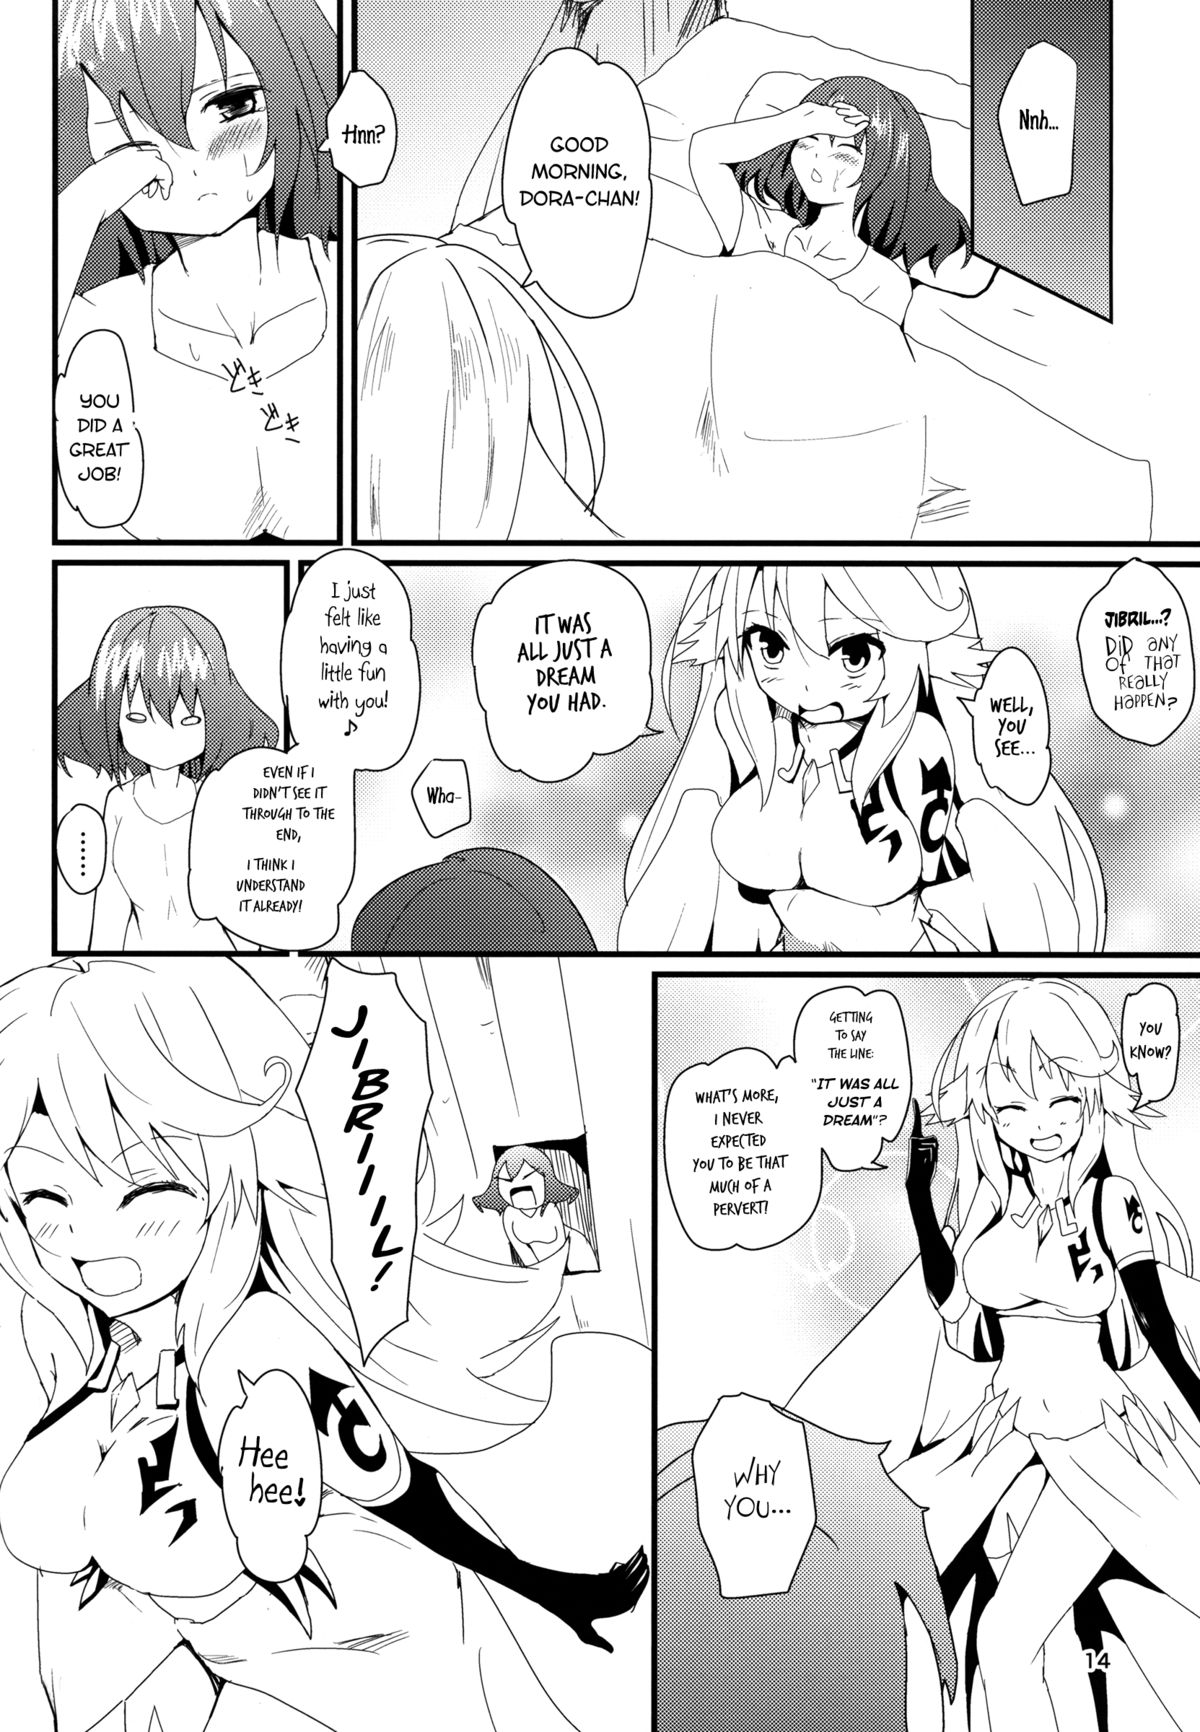 Nnh...
GOOD
MORNING,
DORA-CHAN!
Hnn?
どき
どき
YOU
DID A
GREAT
JOB!
JIBRIL...?
DID ANY
OF THAT
REALLY
HAPPEN?
WELL,
YOU
SEE...
IT WAS
ALL JUST A
DREAM
YOU HAD.
Wha-
I just
felt like
having a
little fun
with you!
♪
EVEN IF I
DIDN'T SEE IT
THROUGH TO THE
END,
I THINK I
UNDERSTAND
IT ALREADY!
......
YOU
KNOW?
GETTING
TO SAY
THE LINE:
"IT WAS ALL
JUST A
DREAM"?
WHAT'S MORE,
I NEVER
EXPECTED
YOU TO BE THAT
MUCH OF A
PERVERT!
WHY
YOU...
JIBRIIIL!
Hee
hee!
14